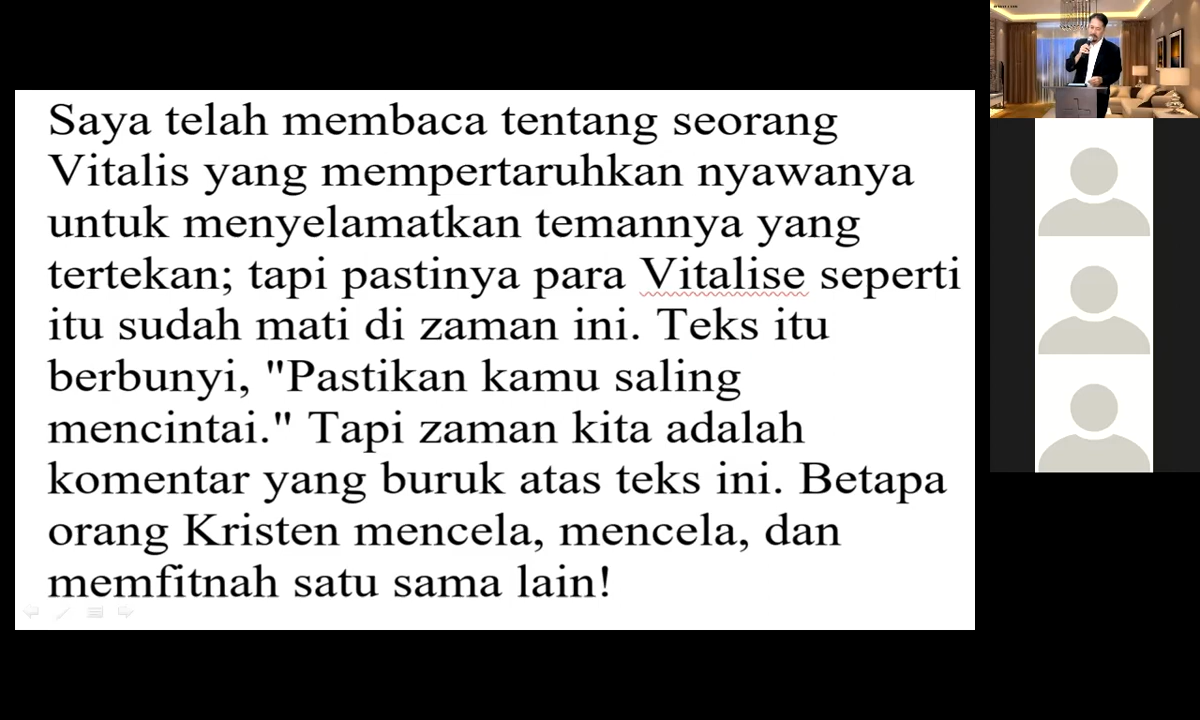 Saya telah membaca tentang seorang
Vitalis yang mempertaruhkan nyawanya
untuk menyelamatkan temannya yang
tertekan; tapi pastinya para Vitalise seperti
itu sudah mati di zaman ini. Teks itu
berbunyi, "Pastikan kamu saling
mencintai." Tapi zaman kita adalah
komentar yang buruk atas teks ini. Betapa
orang Kristen mencela, mencela, dan
memfitnah satu sama lain!